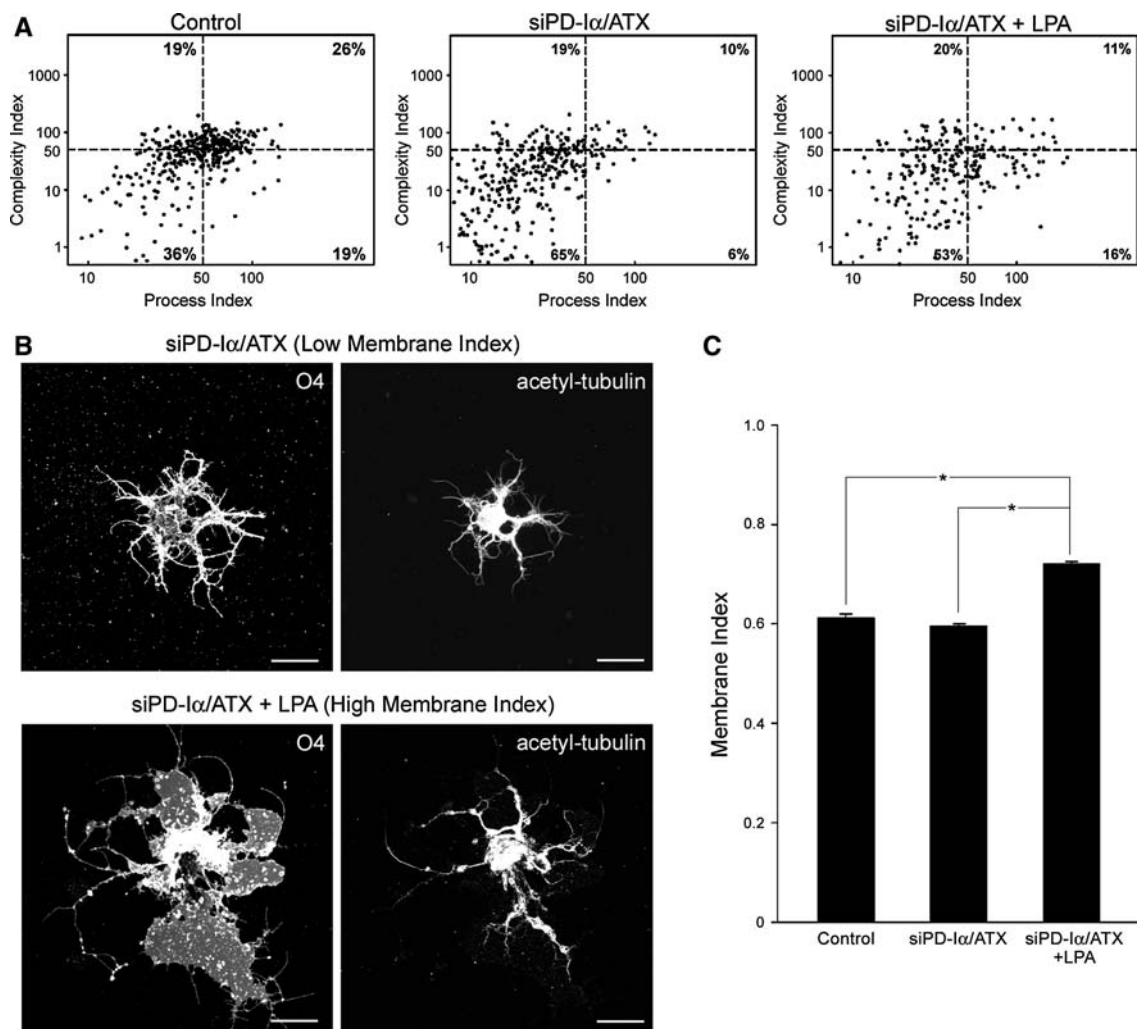 A
Control
siPD-Iα/ATX
siPD-Iα/ATX + LPA
19%
26%
36%
19%
Complexity Index
1000
100
50
10
1
10
50
100
Process Index
19%
10%
65%
6%
Complexity Index
1000
100
50
10
1
10
50
100
Process Index
20%
11%
53%
16%
Complexity Index
1000
100
50
10
1
10
50
100
Process Index
B
siPD-Iα/ATX (Low Membrane Index)
O4
acetyl-tubulin
siPD-Iα/ATX + LPA (High Membrane Index)
O4
acetyl-tubulin
C
Membrane Index
1.0
0.8
0.6
0.4
0.2
0
*
*
Control
siPD-Iα/ATX
siPD-Iα/ATX
+LPA